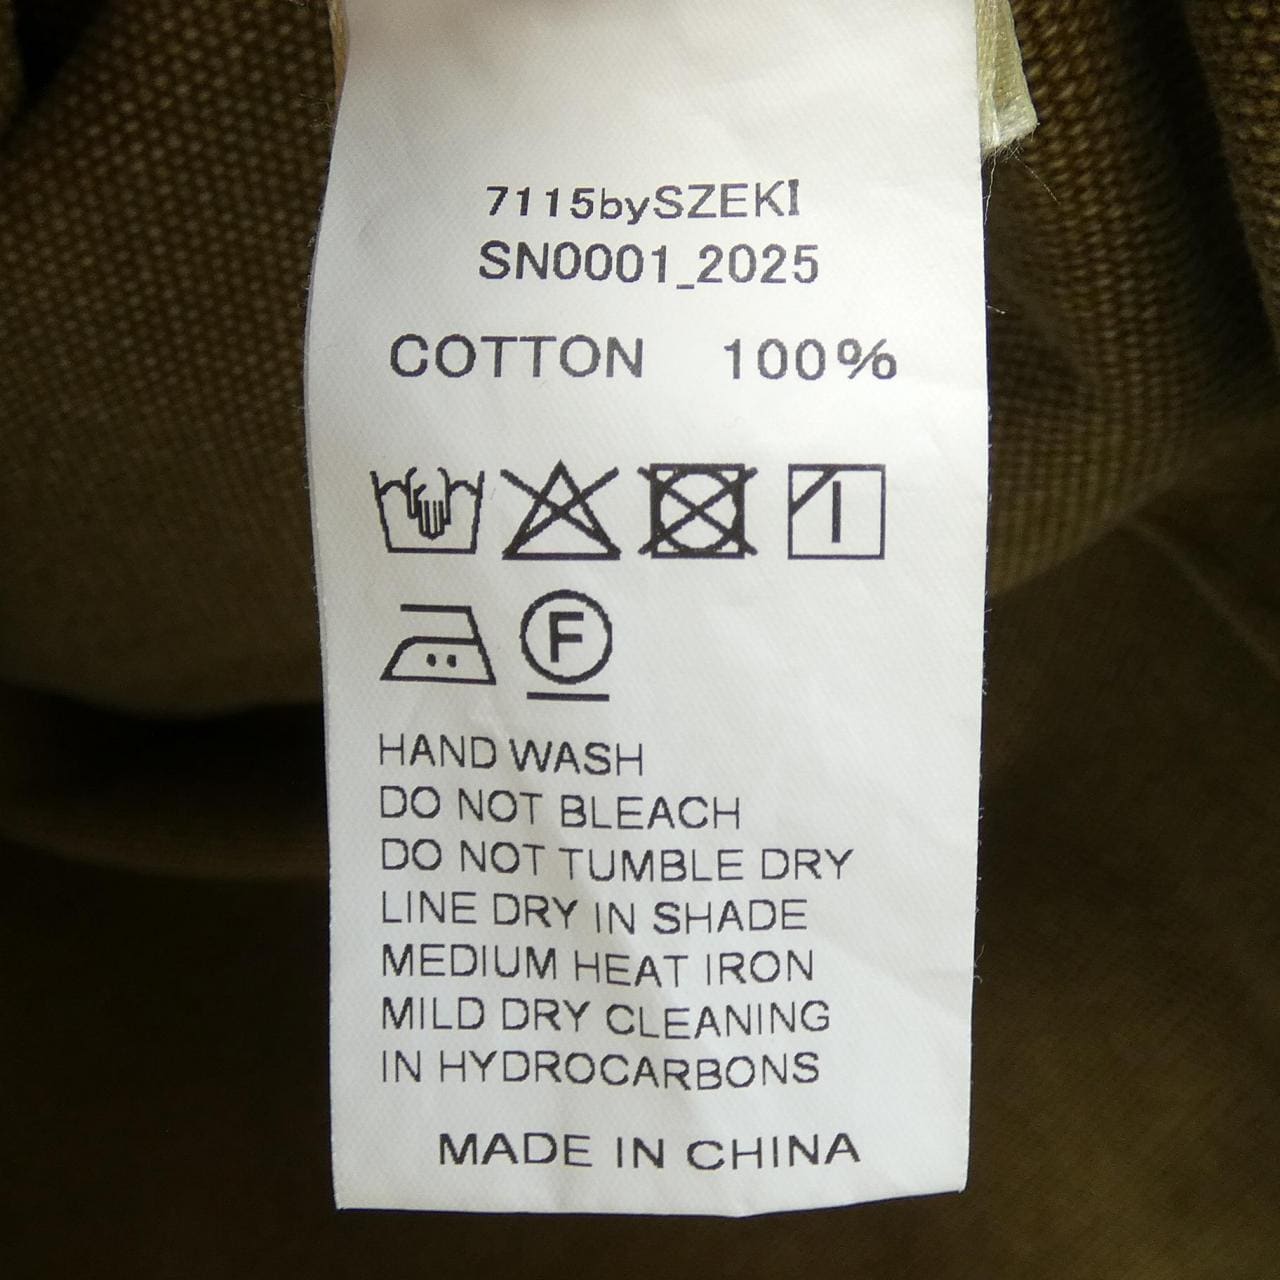 7115bySZEKI
SN0001_2025
COTTON 100%
F
HAND WASH
DO NOT BLEACH
DO NOT TUMBLE DRY
LINE DRY IN SHADE
MEDIUM HEAT IRON
MILD DRY CLEANING
IN HYDROCARBONS
MADE IN CHINA